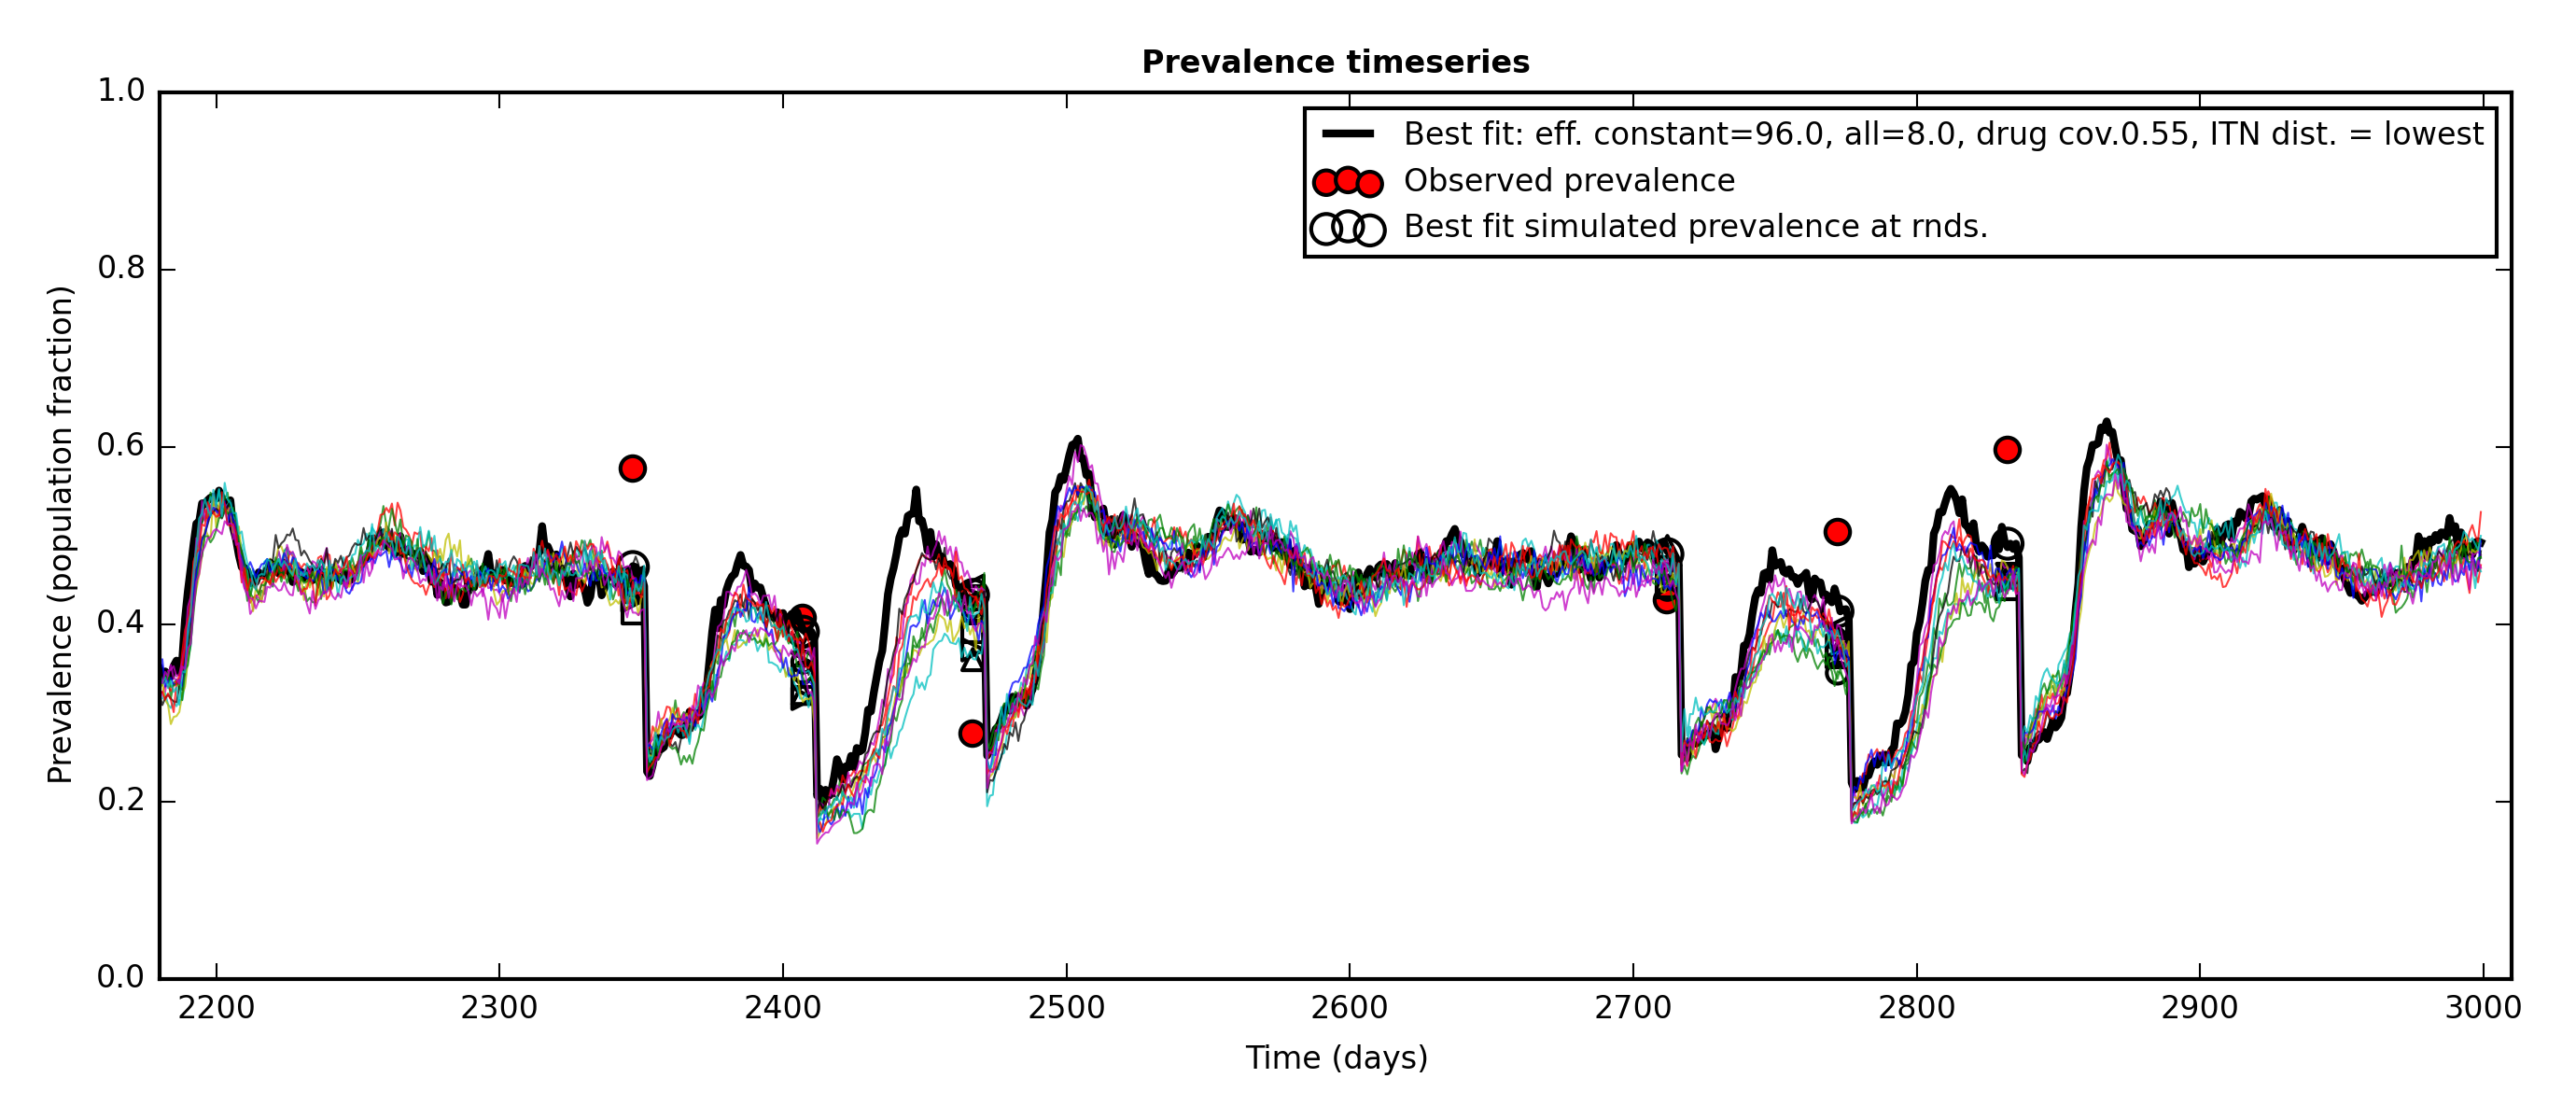 Prevalence timeseries
1.0
0.8
0.6
0.4
0.2
0.0
Prevalence (population fraction)
Best fit: eff. constant=96.0, all=8.0, drug cov.0.55, ITN dist. = lowest
Observed prevalence
Best fit simulated prevalence at rnds.
2200 2300 2400 2500 2600 2700 2800 2900 3000
Time (days)